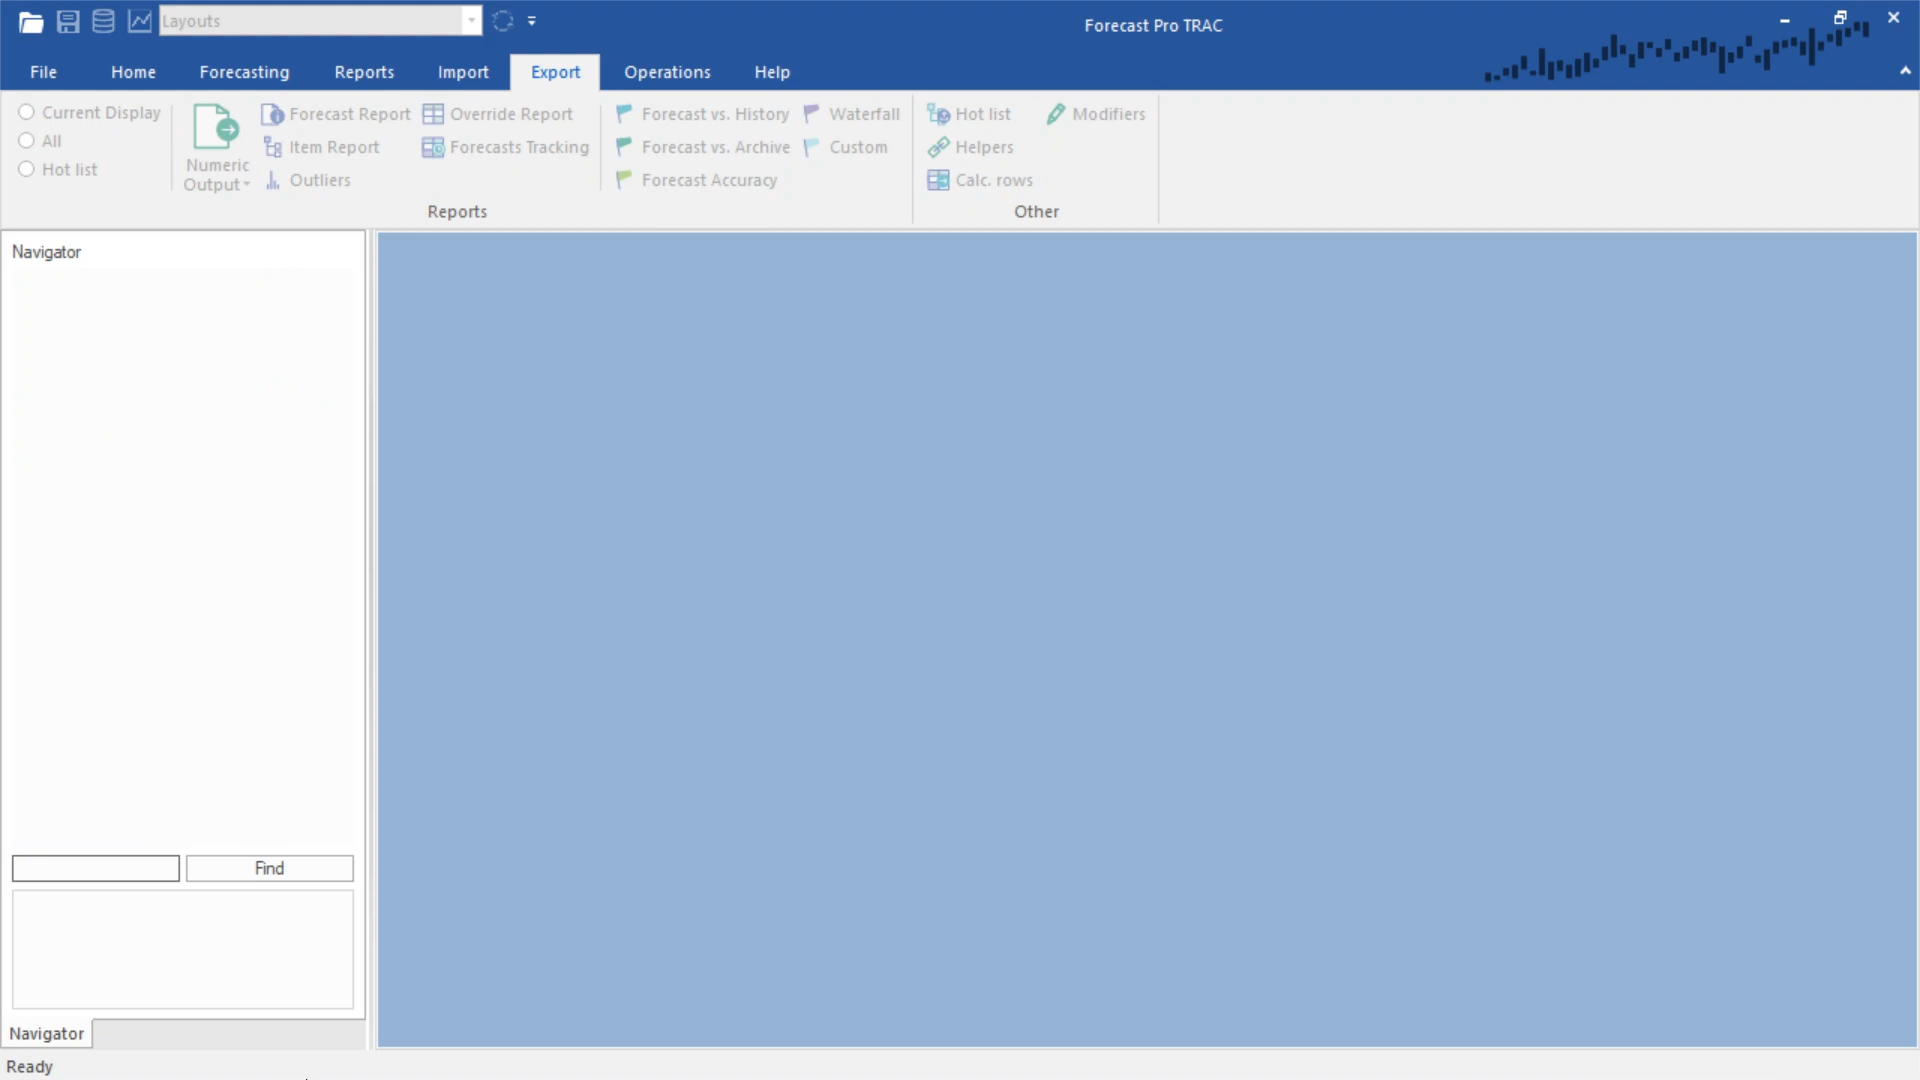 Layouts
Forecast Pro TRAC
File Home Forecasting Reports Import Export Operations Help
Current Display
All
Hot list
Numeric
Output
Forecast Report
Item Report
Outliers
Override Report
Forecasts Tracking
Forecast vs. History
Forecast vs. Archive
Forecast Accuracy
Waterfall
Custom
Reports
Hot list
Helpers
Calc. rows
Modifiers
Other
Navigator
Find
Navigator
Ready